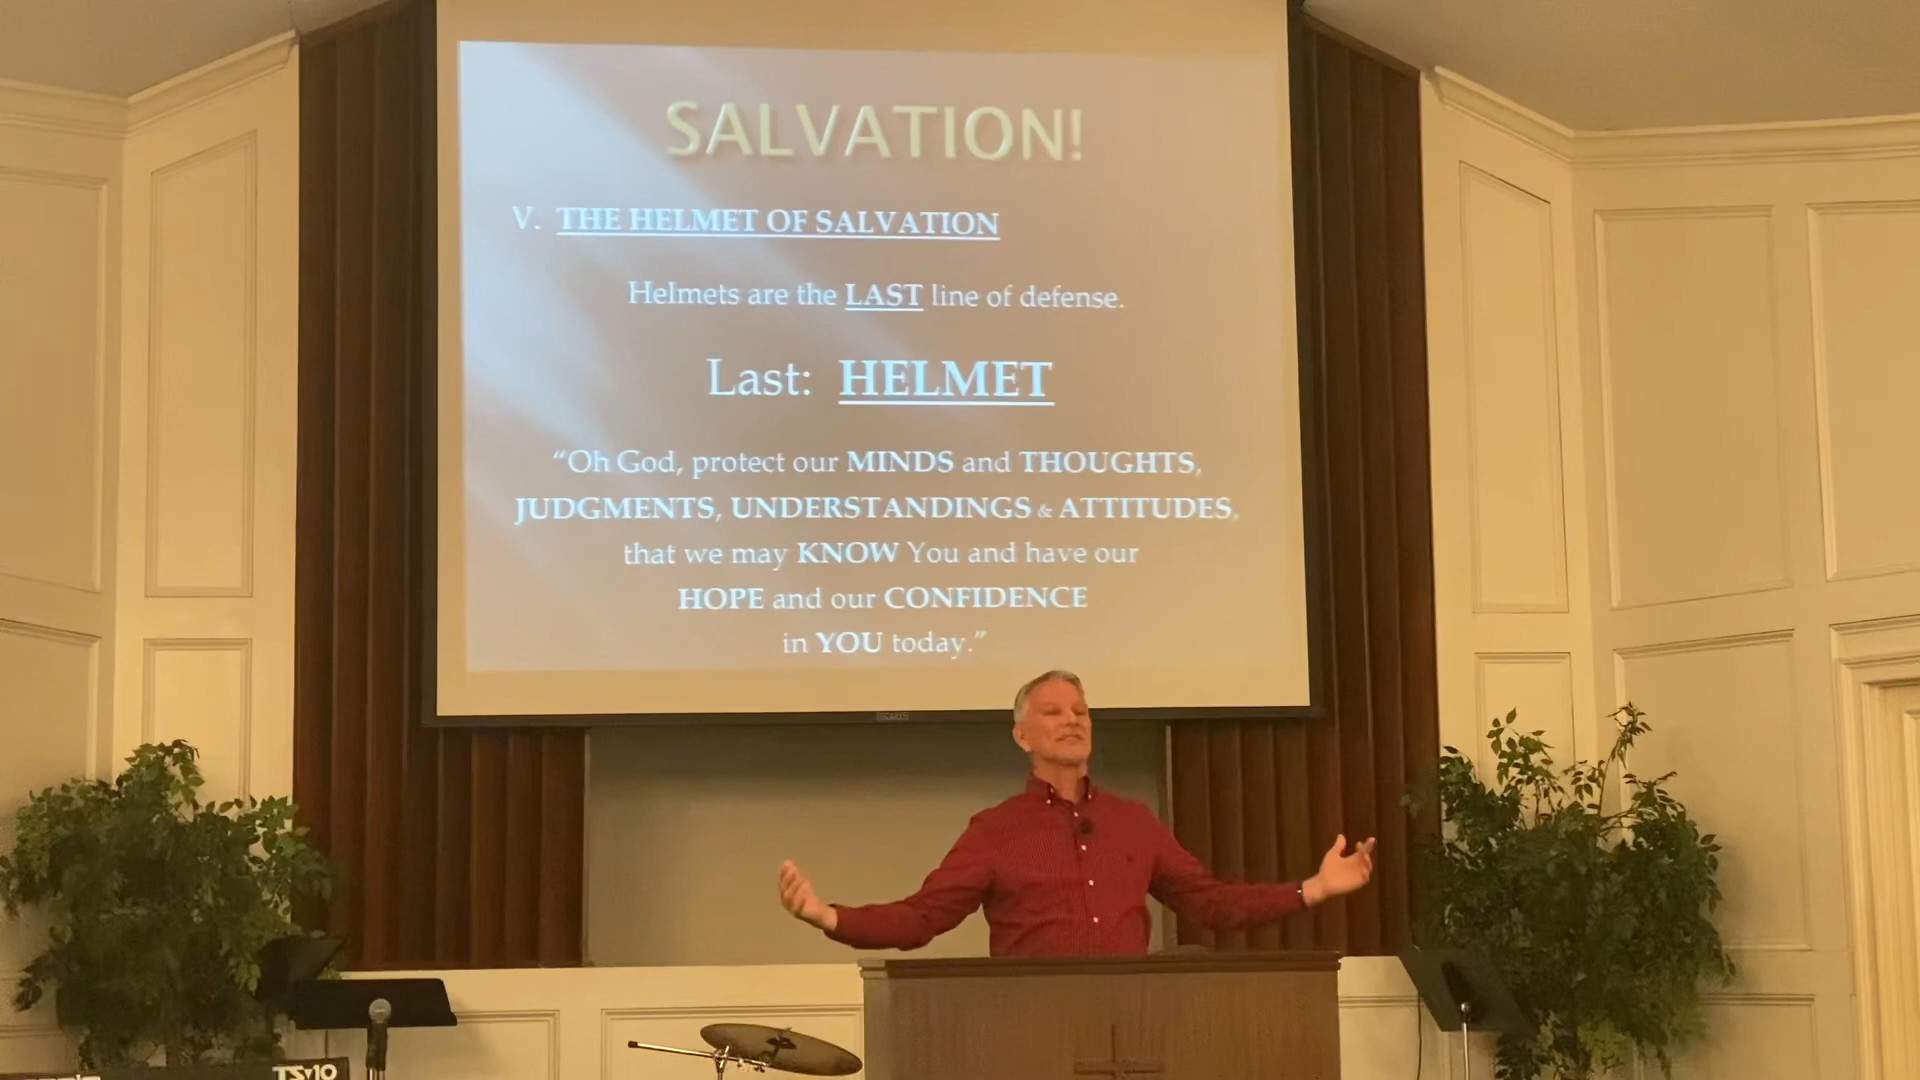 SALVATION!
V. THE HELMET OF SALVATION
Helmets are the LAST line of defense.
Last: HELMET
“Oh God, protect our MINDS and THOUGHTS,
JUDGMENTS, UNDERSTANDINGS & ATTITUDES,
that we may KNOW You and have our
HOPE and our CONFIDENCE
in YOU today.”